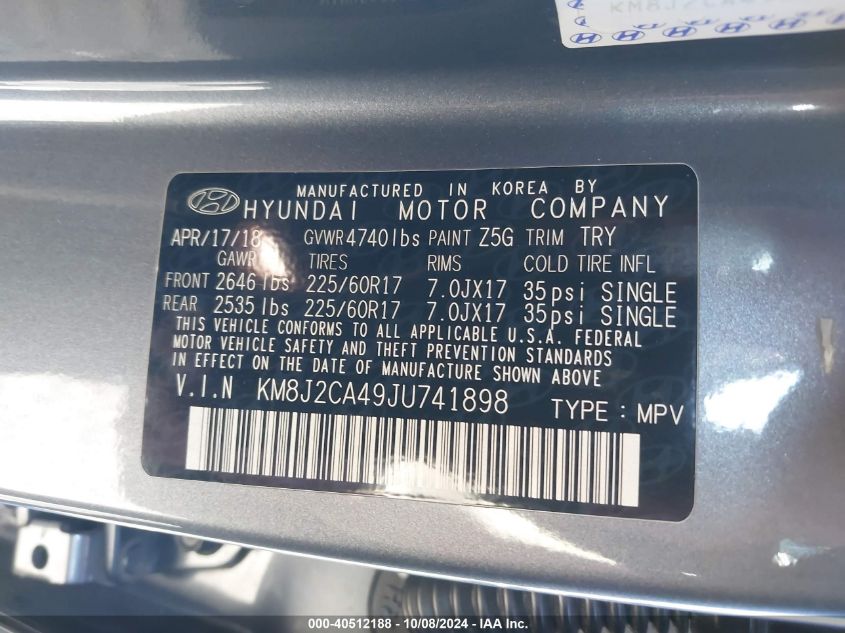 MANUFACTURED IN KOREA BY
HYUNDAI MOTOR COMPANY
APR/17/18 GVWR 4740lbs PAINT Z5G TRIM TRY
GAWR TIRES RIMS COLD TIRE INFL
FRONT 2646 lbs 225/60R17 7.0JX17 35psi SINGLE
REAR 2535 lbs 225/60R17 7.0JX17 35psi SINGLE
THIS VEHICLE CONFORMS TO ALL APPLICABLE U.S.A. FEDERAL
MOTOR VEHICLE SAFETY AND THEFT PREVENTION STANDARDS
IN EFFECT ON THE DATE OF MANUFACTURE SHOWN ABOVE
V.I.N KM8J2CA49JU741898 TYPE : MPV
000-40512188 - 10/08/2024 - IAA, Inc.